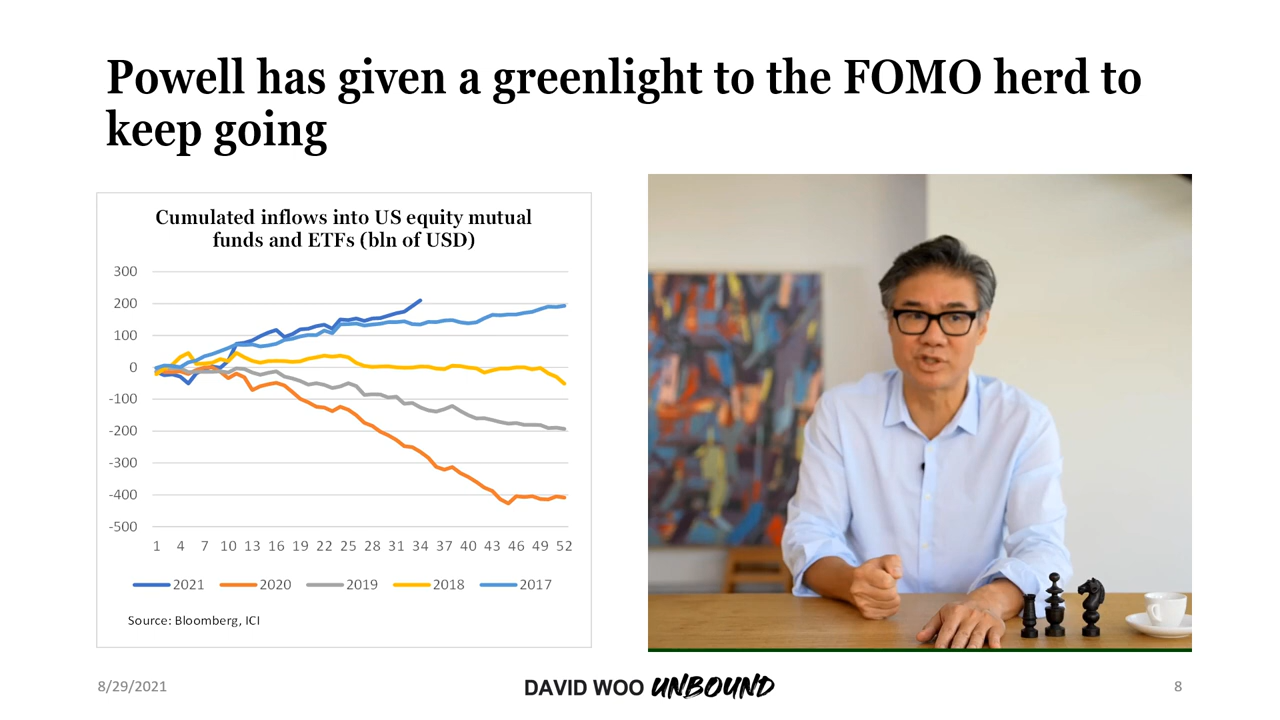 Powell has given a greenlight to the FOMO herd to
keep going
Cumulated inflows into US equity mutual
funds and ETFs (bln of USD)
300
200
100
0
-100
-200
-300
-400
-500
1 4 7 10 13 16 19 22 25 28 31 34 37 40 43 46 49 52
2021 2020 2019 2018 2017
Source: Bloomberg, ICI
8/29/2021
DAVID WOO UNBOUND
8